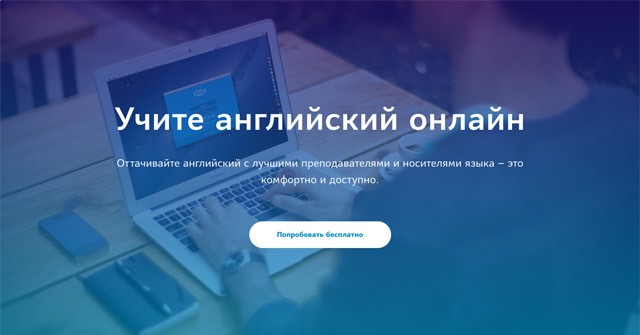 Учите английский онлайн
Оттачивайте английский с лучшими преподавателями и носителями языка – это
комфортно и доступно.
Попробовать бесплатно